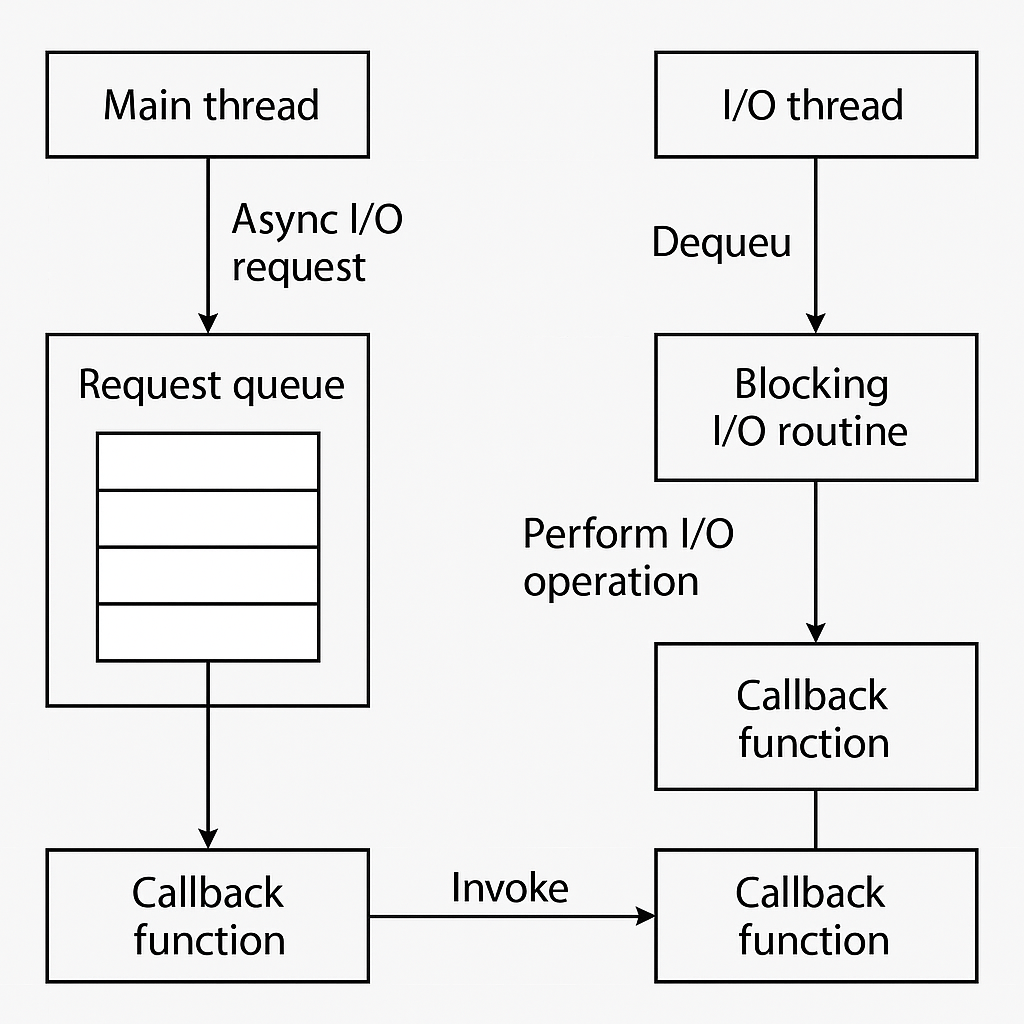 Main thread
I/O thread
Async I/O
request
Dequeu
Request queue
Blocking
I/O routine
Perform I/O
operation
Callback
function
Callback
function
Invoke
Callback
function